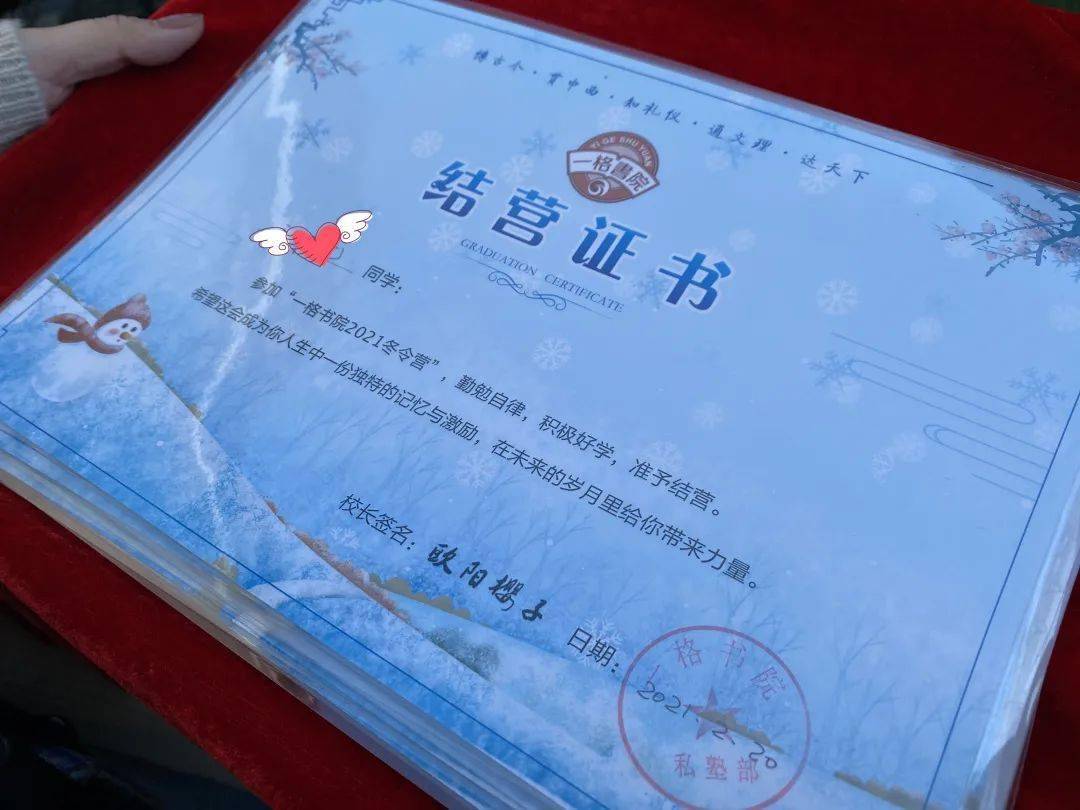 博古今·贯中西·知礼仪·通文理·达天下
YI GE SHU YUAN
一格書院
结营证书
GRADUATION CERTIFICATE
同学:
参加“一格书院2021冬令营”,勤勉自律,积极好学,准予结营。
希望这会成为你人生中一份独特的记忆与激励,在未来的岁月里给你带来力量。
校长签名:欧阳樱子
日期:2021.2.20
一格书院
私塾部